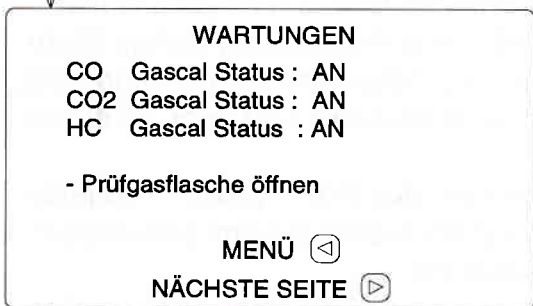 WARTUNGEN
CO Gascal Status : AN
CO2 Gascal Status : AN
HC Gascal Status : AN
- Prüfgasflasche öffnen
MENÜ
NÄCHSTE SEITE